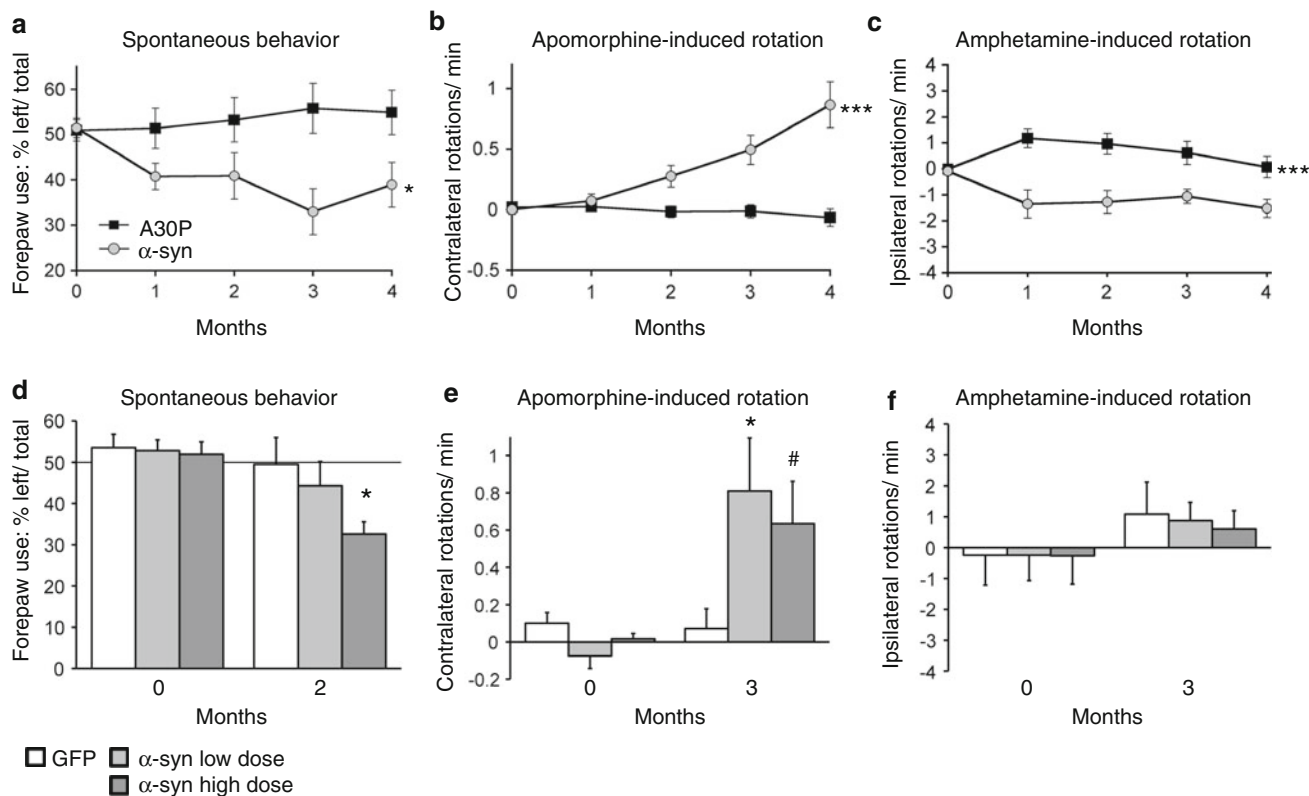 a
Spontaneous behavior
Forepaw use: % left/ total
60
50
40
30
20
A30P
α-syn
*
0 1 2 3 4
Months
b
Apomorphine-induced rotation
Contralateral rotations/ min
1
0.5
0
-0.5
***
0 1 2 3 4
Months
c
Amphetamine-induced rotation
Ipsilateral rotations/ min
4
3
2
1
0
-1
-2
-3
-4
***
0 1 2 3 4
Months
d
Spontaneous behavior
Forepaw use: % left/ total
60
50
40
30
20
10
0
*
0 2
Months
e
Apomorphine-induced rotation
Contralateral rotations/ min
1
0.8
0.6
0.4
0.2
0
-0.2
*
#
0 3
Months
f
Amphetamine-induced rotation
Ipsilateral rotations/ min
4
3
2
1
0
-1
-2
-3
-4
0 3
Months
GFP
α-syn low dose
α-syn high dose